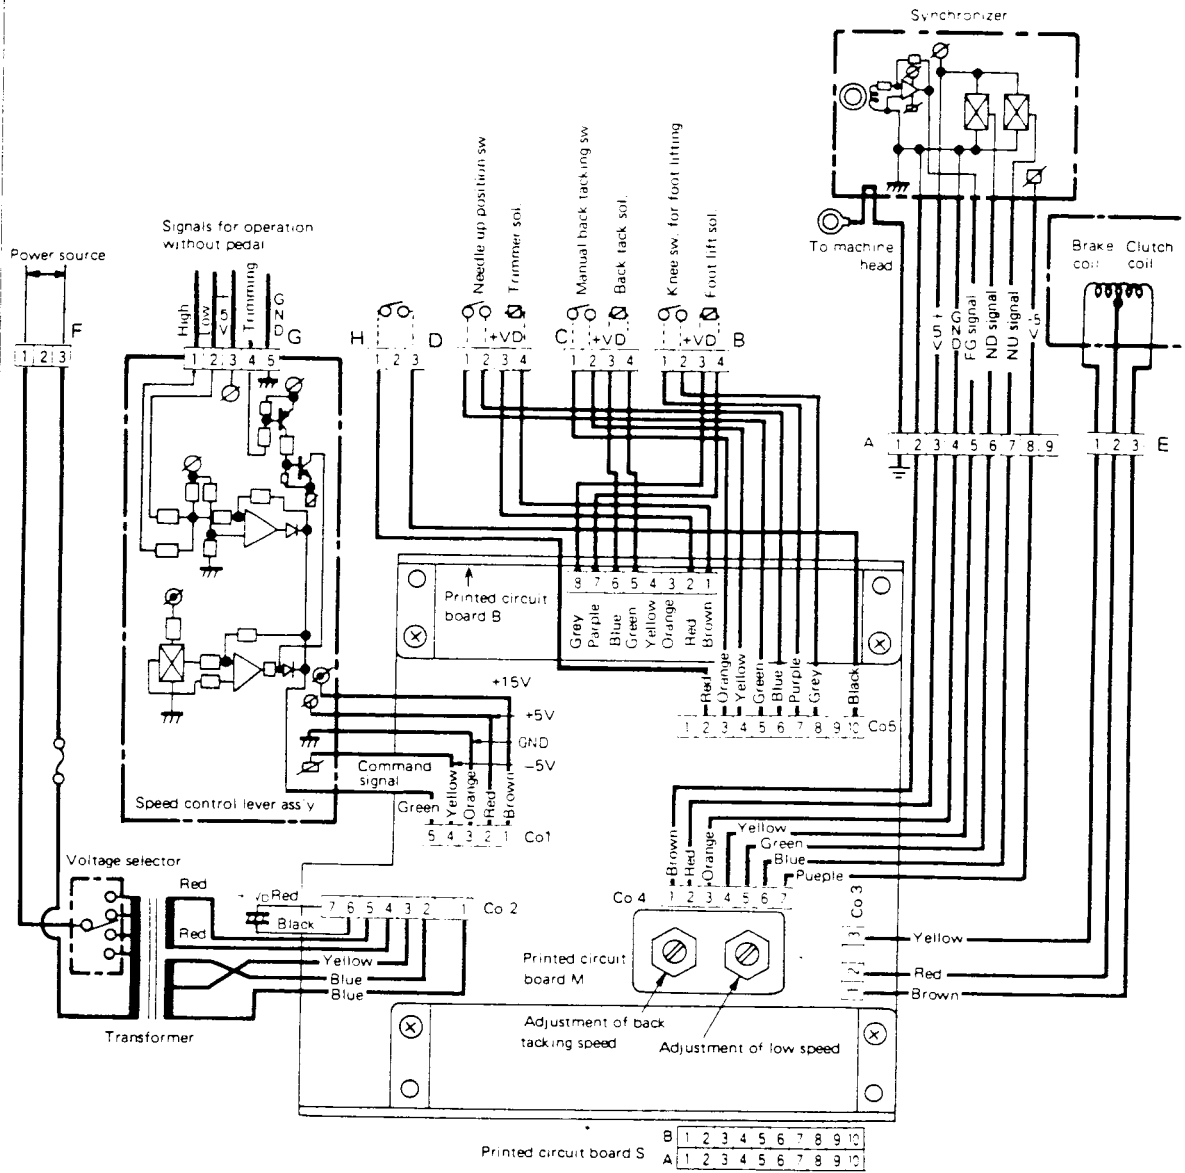 Synchronizer
To machine
head
Brake Clutch
coil coil
+5V
GND
FG signal
ND signal
NU signal
-5V
A 1 2 3 4 5 6 7 8 9
1 2 3 E
Power source
F
1 2 3
Signals for operation
without pedal
High
Low
+5V
Trimming
GND
G
1 2 3 4 5
Needle up position sw
Trimmer sol.
Manual back tacking sw
Back tack sol.
Knee sw. for foot lifting
Foot lift sol.
H D +VD C +VD +VD B
1 2 3
1 2 3 4
1 2 3 4
1 2 3 4
Printed circuit
board B
8 7 6 5 4 3 2 1
Grey
Parple
Blue
Green
Yellow
Orange
Red
Brown
Red
Orange
Yellow
Green
Blue
Purple
Grey
Black
1 2 3 4 5 6 7 8 9 10 Co5
+15V
+5V
GND
-5V
Command
signal
Speed control lever ass'y
Green
Yellow
Orange
Red
Brown
5 4 3 2 1 Co1
Voltage selector
Red
Red
VD Red
Black
7 6 5 4 3 2 1 Co 2
Yellow
Blue
Blue
Transformer
Brown
Red
Orange
Yellow
Green
Blue
Pueple
Co 4 1 2 3 4 5 6 7
Co 3
3 2 1
Yellow
Red
Brown
Printed circuit
board M
Adjustment of back
tacking speed
Adjustment of low speed
Printed circuit board S
B 1 2 3 4 5 6 7 8 9 10
A 1 2 3 4 5 6 7 8 9 10